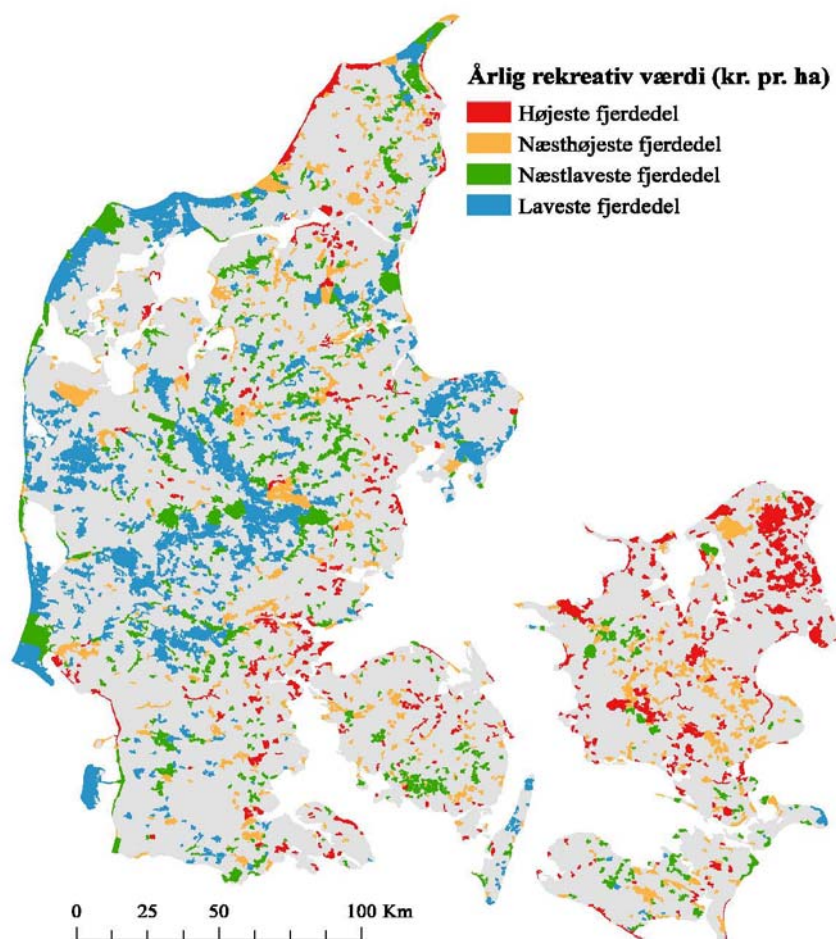 Årlig rekreativ værdi (kr. pr. ha)
Højeste fjerdedel
Næsthøjeste fjerdedel
Næstlaveste fjerdedel
Laveste fjerdedel
0 25 50 100 Km